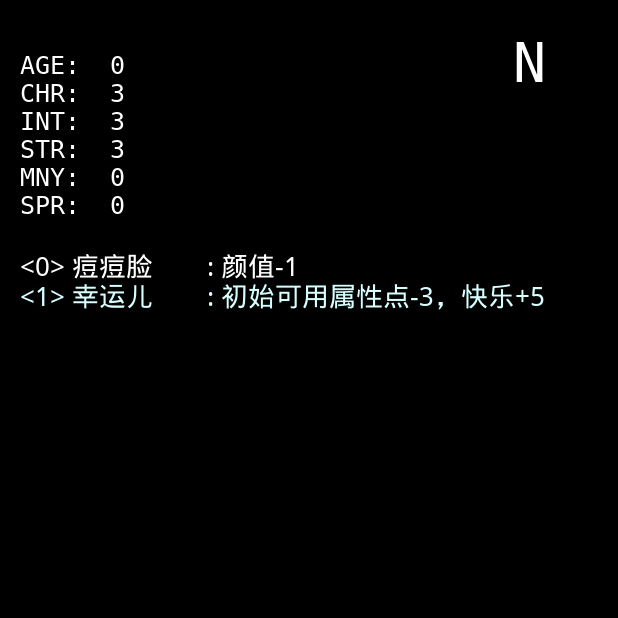 N
AGE: 0
CHR: 3
INT: 3
STR: 3
MNY: 0
SPR: 0
<0> 痘痘脸 : 颜值-1
<1> 幸运儿 : 初始可用属性点-3，快乐+5